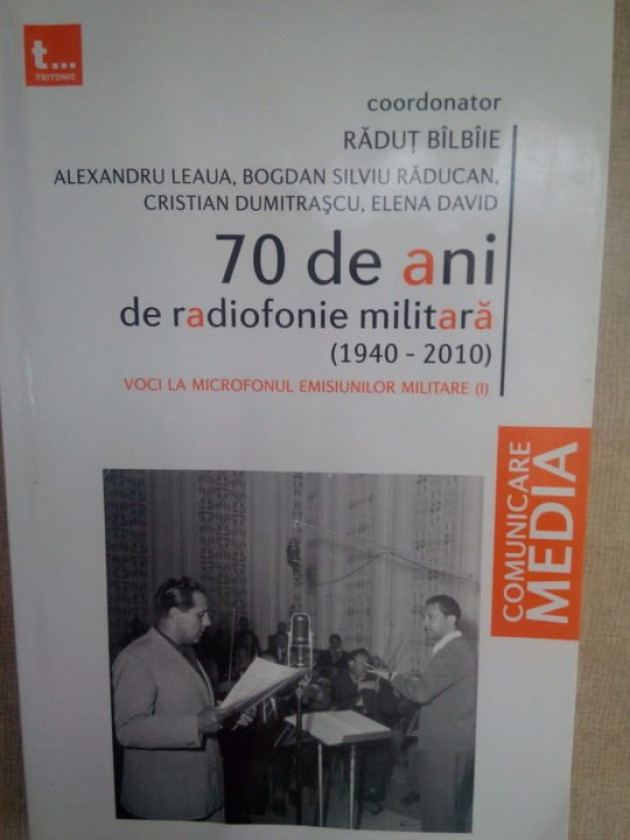 t...
TRITONIC
coordonator
RĂDUȚ BÎLBÎIE
ALEXANDRU LEAUA, BOGDAN SILVIU RĂDUCAN,
CRISTIAN DUMITRAŞCU, ELENA DAVID
70 de ani
de radiofonie militară
(1940 - 2010)
VOCI LA MICROFONUL EMISIUNILOR MILITARE (I)
COMUNICARE
MEDIA